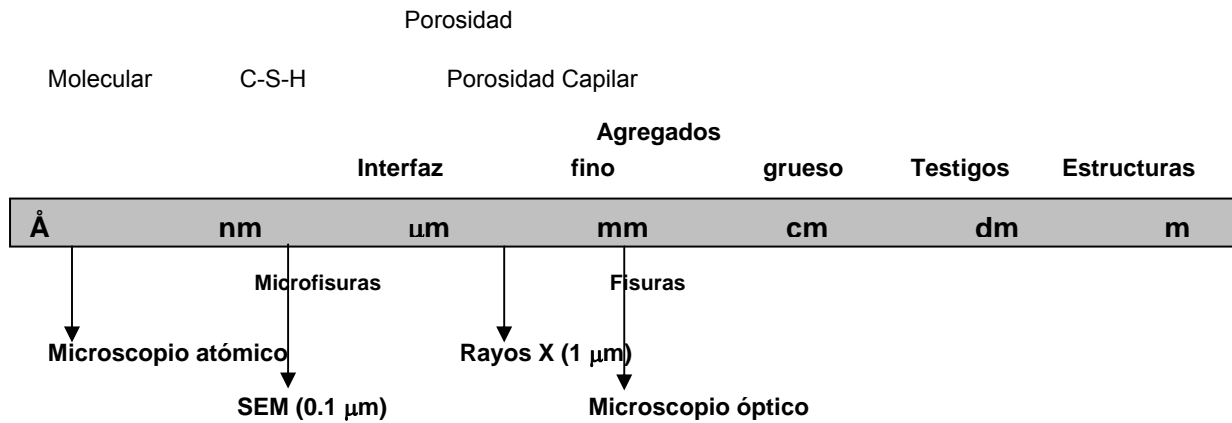 Porosidad
Molecular C-S-H Porosidad Capilar
Agregados
Interfaz fino grueso Testigos Estructuras
Å nm μm mm cm dm m
Microfisuras Fisuras
Microscopio atómico Rayos X (1 μm)
SEM (0.1 μm) Microscopio óptico